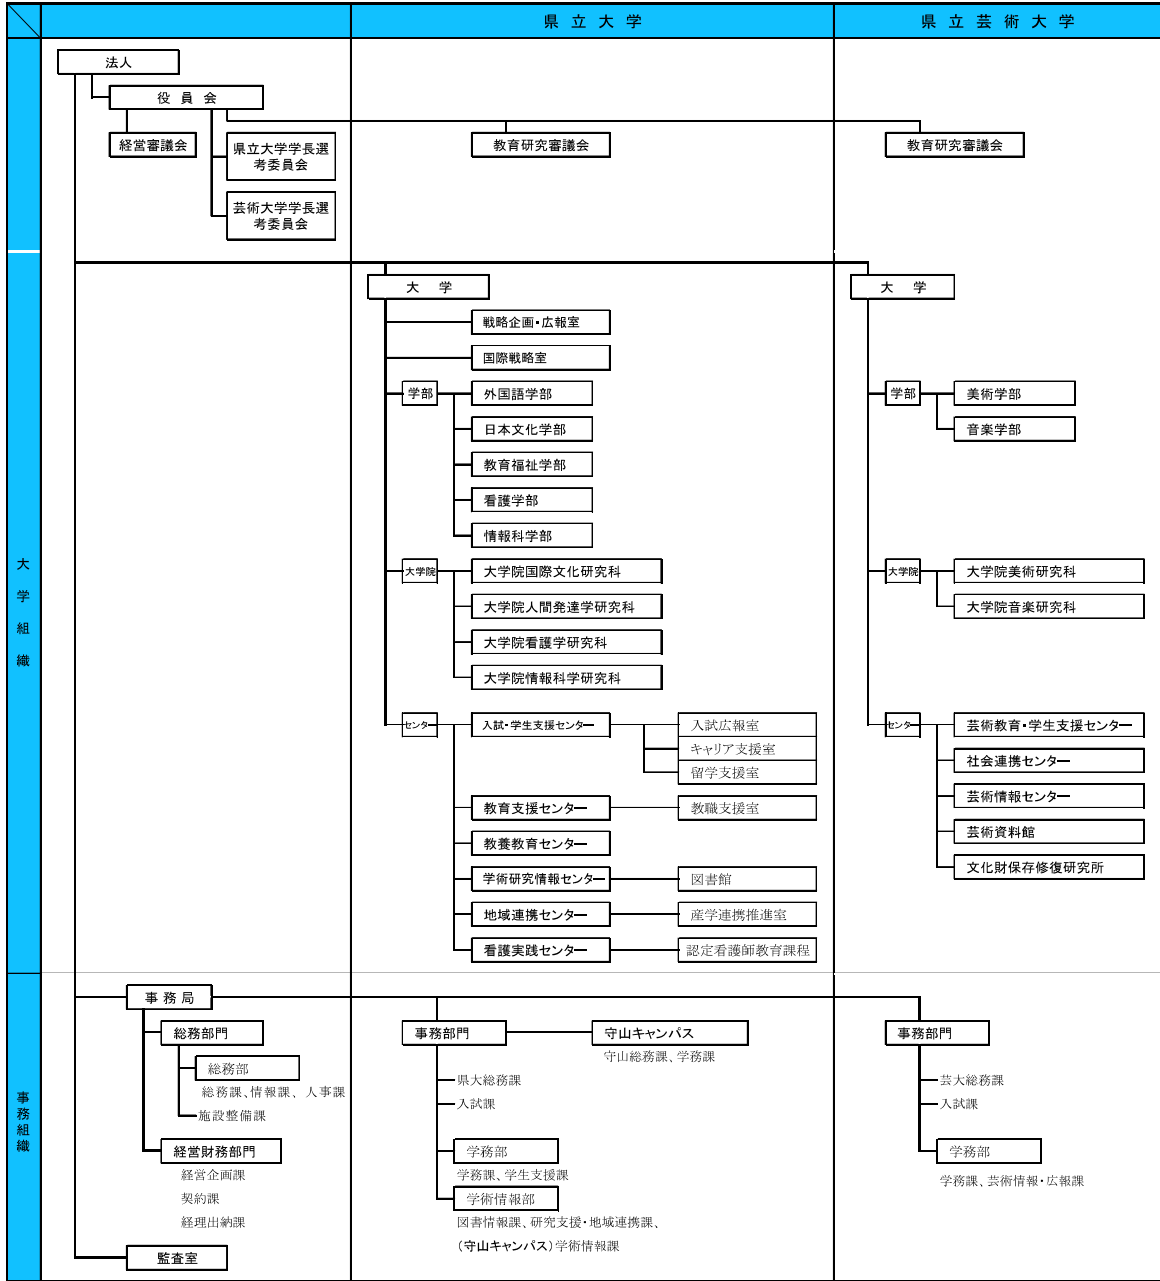 県立大学
県立芸術大学
法人
役員会
経営審議会
県立大学学長選
考委員会
芸術大学学長選
考委員会
教育研究審議会
教育研究審議会
大学組織
大学
戦略企画・広報室
国際戦略室
学部
外国語学部
日本文化学部
教育福祉学部
看護学部
情報科学部
大学院
大学院国際文化研究科
大学院人間発達学研究科
大学院看護学研究科
大学院情報科学研究科
センター
入試・学生支援センター
入試広報室
キャリア支援室
留学支援室
教育支援センター
教職支援室
教養教育センター
学術研究情報センター
図書館
地域連携センター
産学連携推進室
看護実践センター
認定看護師教育課程
大学
学部
美術学部
音楽学部
大学院
大学院美術研究科
大学院音楽研究科
センター
芸術教育・学生支援センター
社会連携センター
芸術情報センター
芸術資料館
文化財保存修復研究所
事務組織
事務局
総務部門
総務部
総務課、情報課、人事課
施設整備課
経営財務部門
経営企画課
契約課
経理出納課
監査室
事務部門
守山キャンパス
守山総務課、学務課
県大総務課
入試課
学務部
学務課、学生支援課
学術情報部
図書情報課、研究支援・地域連携課、
(守山キャンパス)学術情報課
事務部門
芸大総務課
入試課
学務部
学務課、芸術情報・広報課